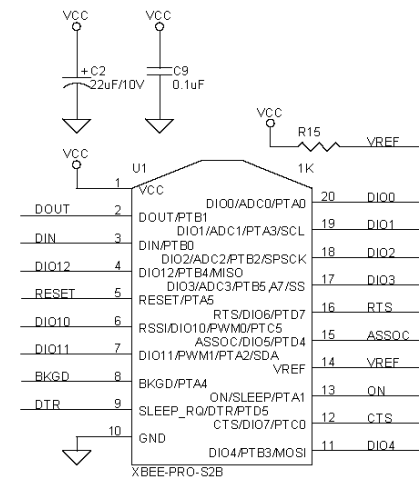 VCC
VCC
C2
22uF/10V
C9
0.1uF
VCC
R15
VREF
1K
VCC
U1
1
VCC
DOUT
2
DOUT/PTB1
DIN
3
DIN/PTB0
DIO12
4
DIO12/PTB4/MISO
RESET
5
RESET/PTA5
DIO10
6
RSSI/DIO10/PWM0/PTC5
DIO11
7
DIO11/PWM1/PTA2/SDA
BKGD
8
BKGD/PTA4
DTR
9
SLEEP_RQ/DTR/PTD5
10
GND
DIO0/ADC0/PTA0
20
DIO0
DIO1/ADC1/PTA3/SCL
19
DIO1
DIO2/ADC2/PTB2/SPSCK
18
DIO2
DIO3/ADC3/PTB5,A7/SS
17
DIO3
RTS/DIO6/PTD7
16
RTS
ASSOC/DIO5/PTD4
15
ASSOC
VREF
14
VREF
ON/SLEEP/PTA1
13
ON
CTS/DIO7/PTC0
12
CTS
DIO4/PTB3/MOSI
11
DIO4
XBEE-PRO-S2B